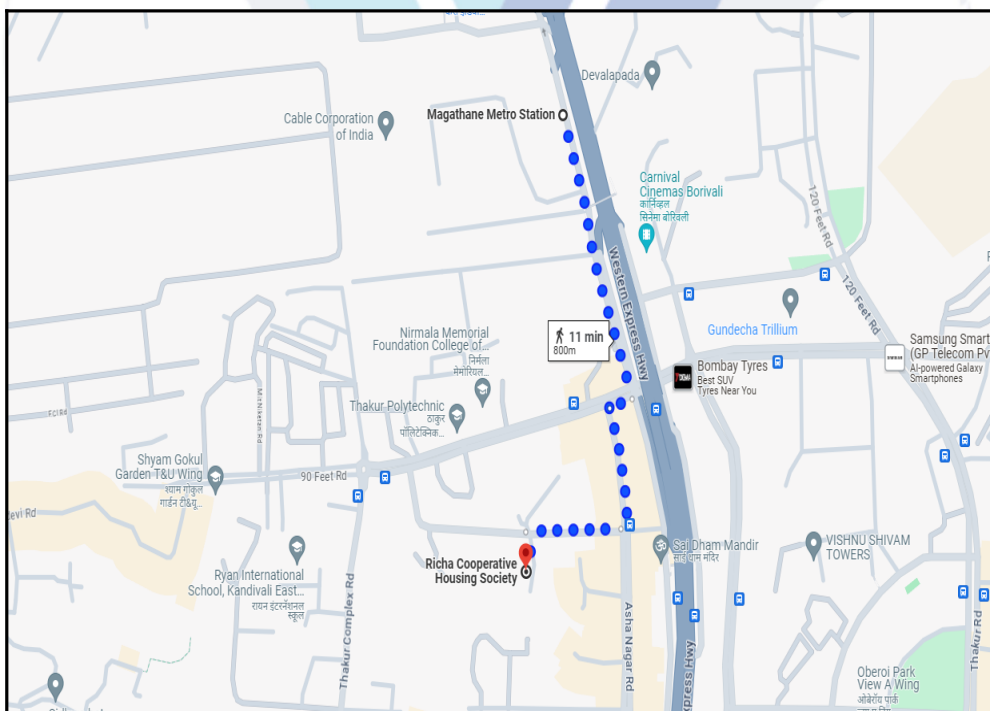 Devalapada
Magathane Metro Station
Cable Corporation
of India
Carnival
Cinemas Borivali
कार्निव्हल
सिनेमा बोरिवली
120 Feet Rd
Western Express Hwy
120 Feet Rd
Gundecha Trillium
11 min
800m
Nirmala Memorial
Foundation College of...
निर्मला
मेमोरियल...
Samsung Smart
(GP Telecom Pv
AI-powered Galaxy
Smartphones
Bombay Tyres
Best SUV
Tyres Near You
Thakur Polytechnic
ठाकुर
पॉलिटेक्निक...
Shyam Gokul
Garden T&U Wing
श्याम गोकुल
गार्डन टी&यू...
90 Feet Rd
evi Rd
Sai Dham Mandir
साई धाम मंदिर
VISHNU SHIVAM
TOWERS
Richa Cooperative
Housing Society
Ryan International
School, Kandivali East...
रायन इंटरनॅशनल
स्कूल
Thakur Complex Rd
Asha Nagar Rd
Thakur Rd
xpress Hwy
Oberoi Park
View A Wing
ओबेरॉय पार्क